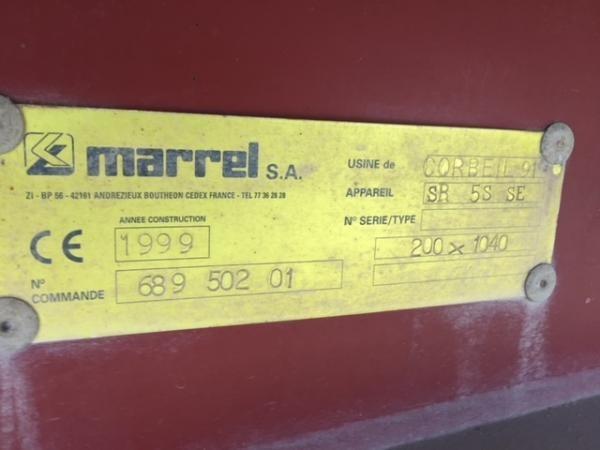 marrel S.A.
ZI - BP 56 - 42161 ANDREZIEUX BOUTHEON CEDEX FRANCE - TEL 77 36 28 28
ANNEE CONSTRUCTION
CE 1999
N° COMMANDE 689 502 01
USINE de CORBEIL 91
APPAREIL SR 5S SE
N° SERIE/TYPE
200 x 1040